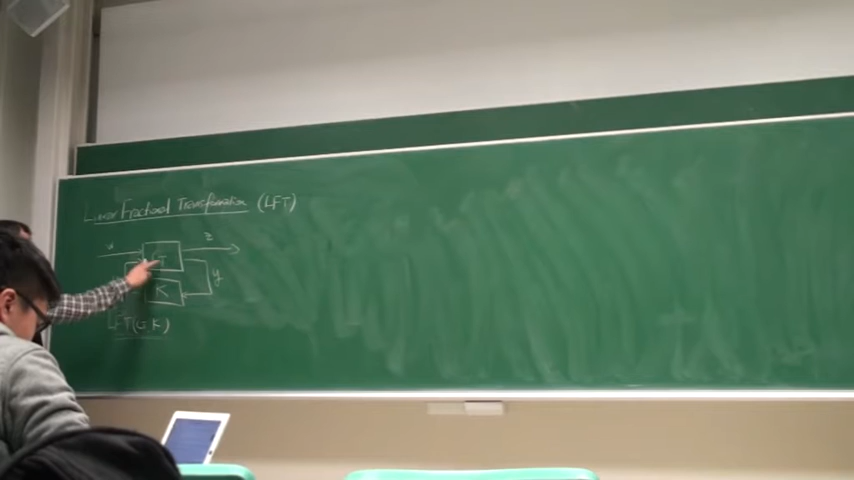 Linear Fractional Transformation (LFT)
w z
G
y
K
LFT(G K)